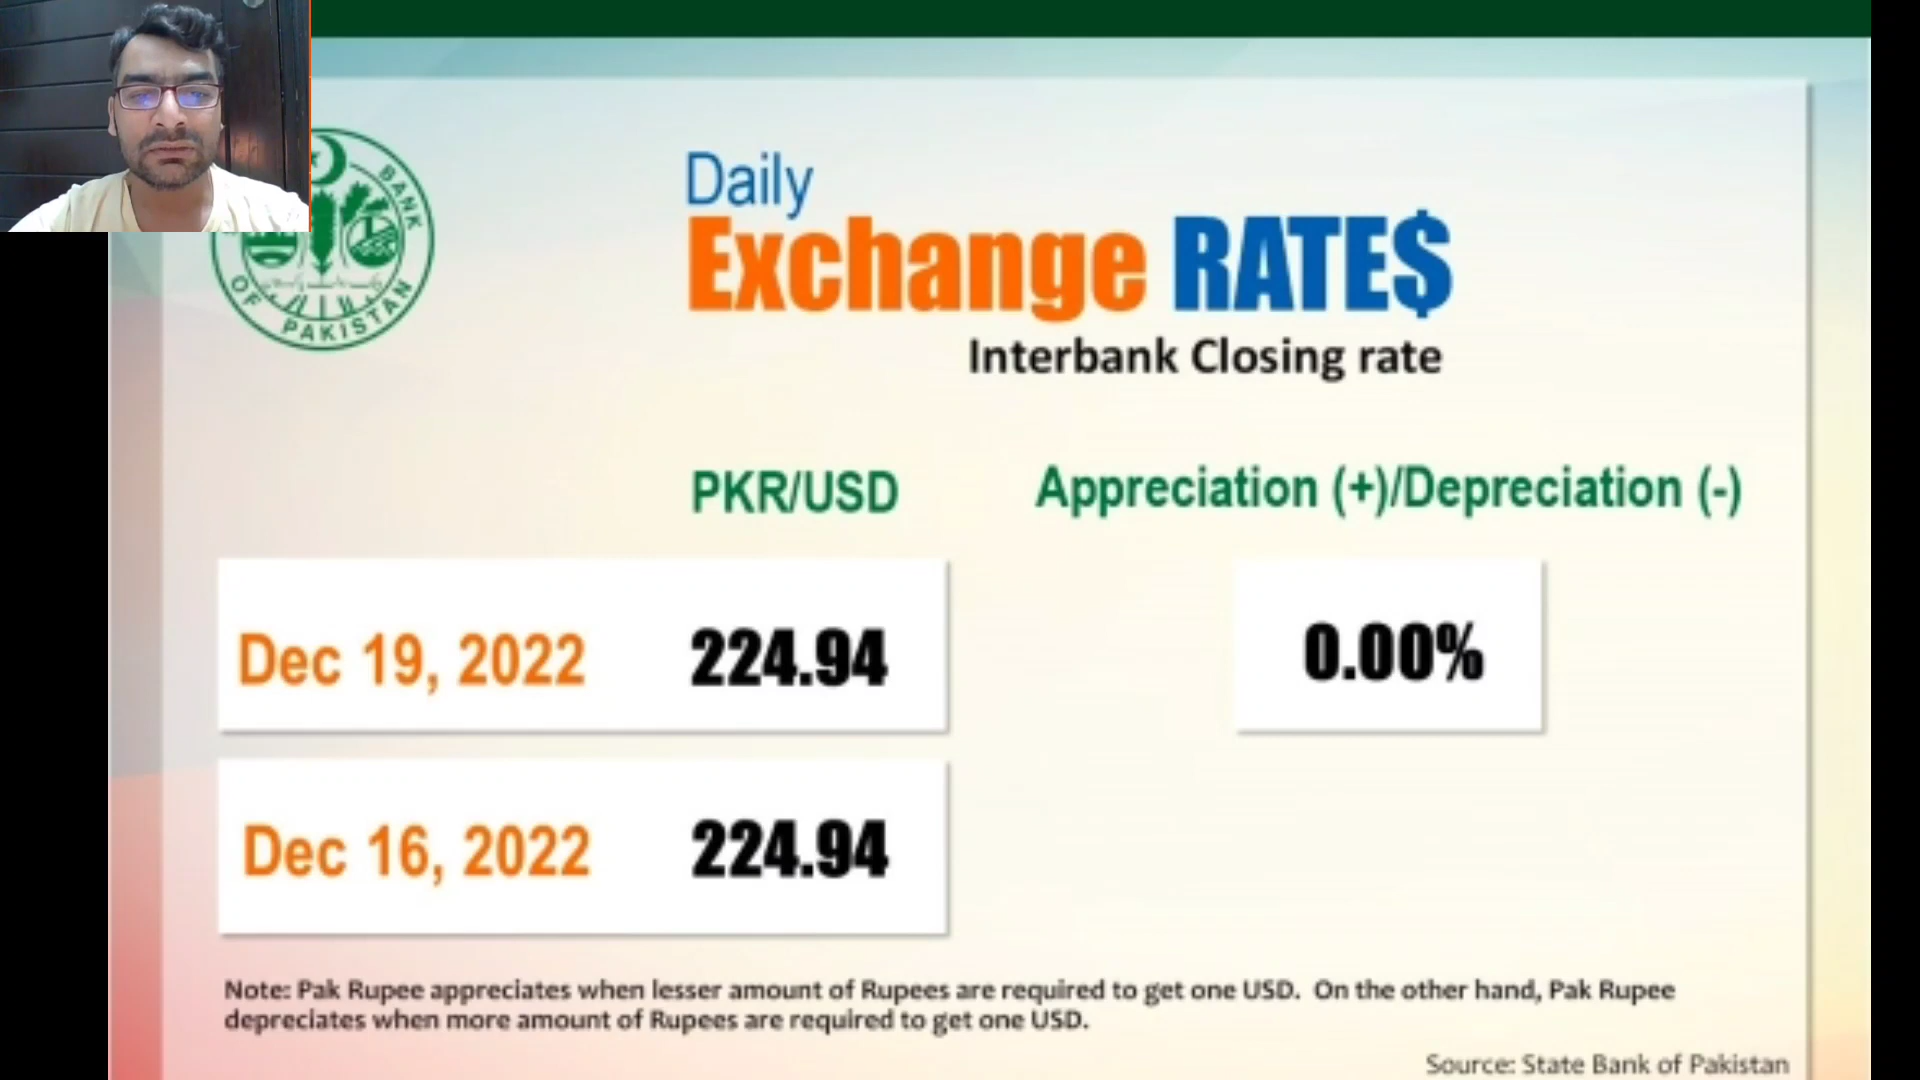 BANK
OF PAKISTAN
Daily
Exchange RATE$
Interbank Closing rate
PKR/USD Appreciation (+)/Depreciation (-)
Dec 19, 2022 224.94 0.00%
Dec 16, 2022 224.94
Note: Pak Rupee appreciates when lesser amount of Rupees are required to get one USD. On the other hand, Pak Rupee
depreciates when more amount of Rupees are required to get one USD.
Source: State Bank of Pakistan